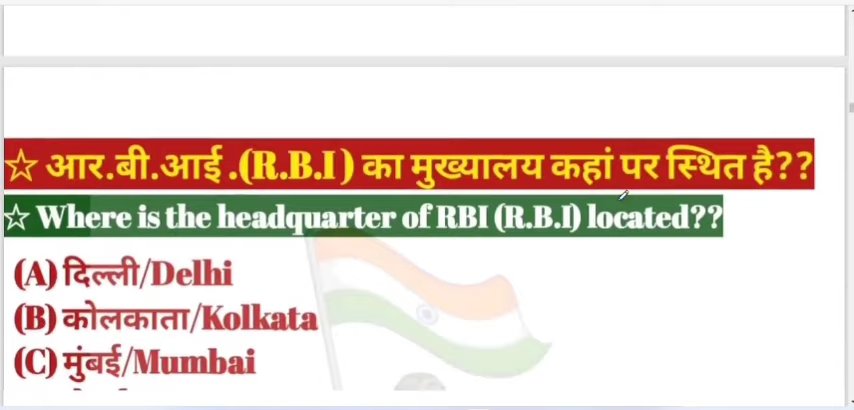 ☆ आर.बी.आई .(R.B.I) का मुख्यालय कहां पर स्थित है??
☆ Where is the headquarter of RBI (R.B.I) located??
(A) दिल्ली/Delhi
(B) कोलकाता/Kolkata
(C) मुंबई/Mumbai